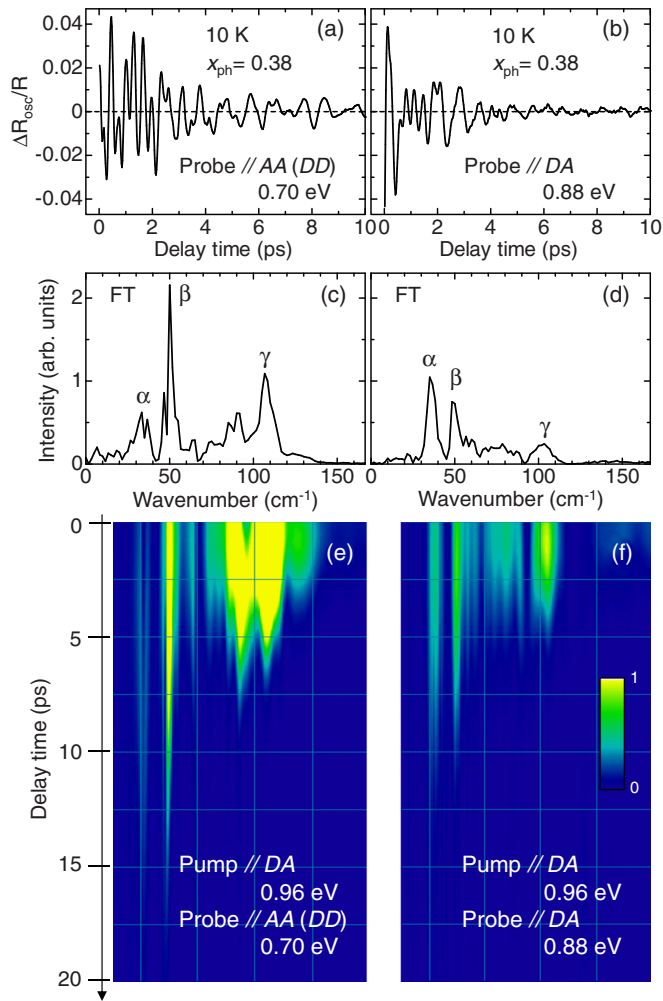 (a)
10 K
x_ph= 0.38
Probe // AA (DD)
0.70 eV
ΔR_osc/R
0.04
0.02
0
-0.02
-0.04
0 2 4 6 8 10
Delay time (ps)
(b)
10 K
x_ph= 0.38
Probe // DA
0.88 eV
0 2 4 6 8 10
Delay time (ps)
(c)
FT
α
β
γ
Intensity (arb. units)
2
1
0
0 50 100 150
Wavenumber (cm⁻¹)
(d)
FT
α
β
γ
0 50 100 150
Wavenumber (cm⁻¹)
Delay time (ps)
0
5
10
15
20
(e)
Pump // DA
0.96 eV
Probe // AA (DD)
0.70 eV
(f)
1
0
Pump // DA
0.96 eV
Probe // DA
0.88 eV